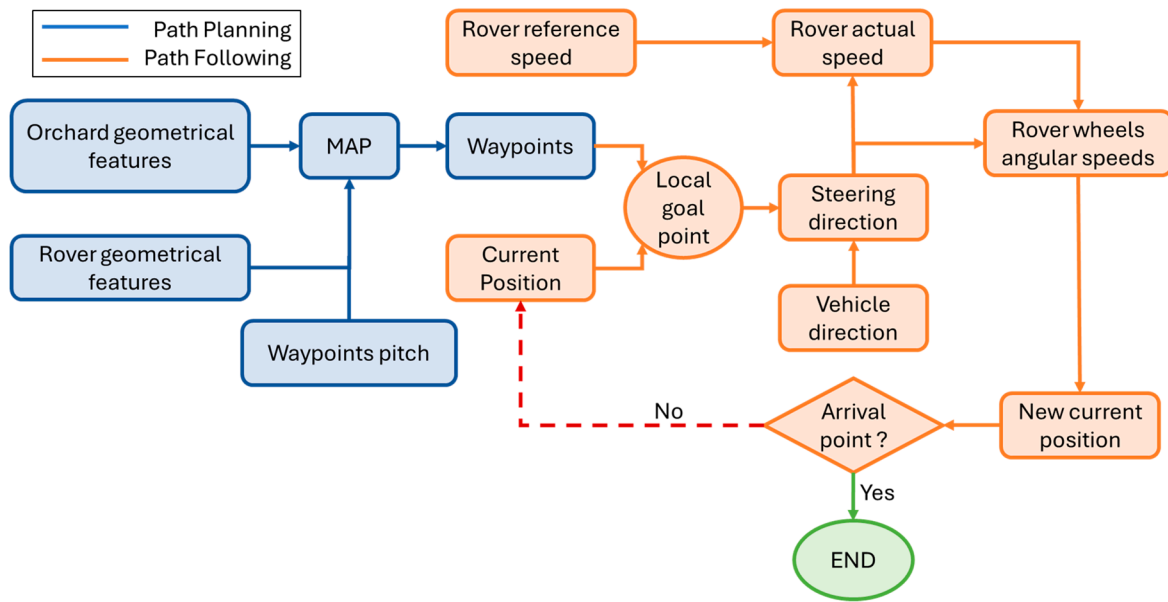 Path Planning
Path Following
Rover reference
speed
Rover actual
speed
Orchard geometrical
features
MAP
Waypoints
Rover wheels
angular speeds
Local
goal
point
Steering
direction
Rover geometrical
features
Current
Position
Vehicle
direction
Waypoints pitch
No
Arrival
point ?
New current
position
Yes
END